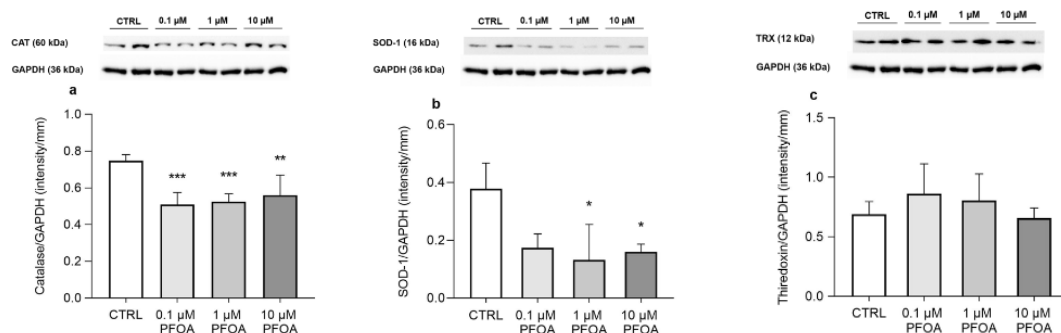 CTRL 0.1 µM 1 µM 10 µM
CAT (60 kDa)
GAPDH (36 kDa)
a
Catalase/GAPDH (intensity/mm)
1.0
0.8
0.6
0.4
0.2
0.0
***
***
**
CTRL 0.1 µM 1 µM 10 µM
PFOA PFOA PFOA
CTRL 0.1 µM 1 µM 10 µM
SOD-1 (16 kDa)
GAPDH (36 kDa)
b
SOD-1/GAPDH (intensity/mm)
0.6
0.4
0.2
0.0
*
*
CTRL 0.1 µM 1 µM 10 µM
PFOA PFOA PFOA
CTRL 0.1 µM 1 µM 10 µM
TRX (12 kDa)
GAPDH (36 kDa)
c
Thiredoxin/GAPDH (intensity/mm)
1.5
1.0
0.5
0.0
CTRL 0.1 µM 1 µM 10 µM
PFOA PFOA PFOA